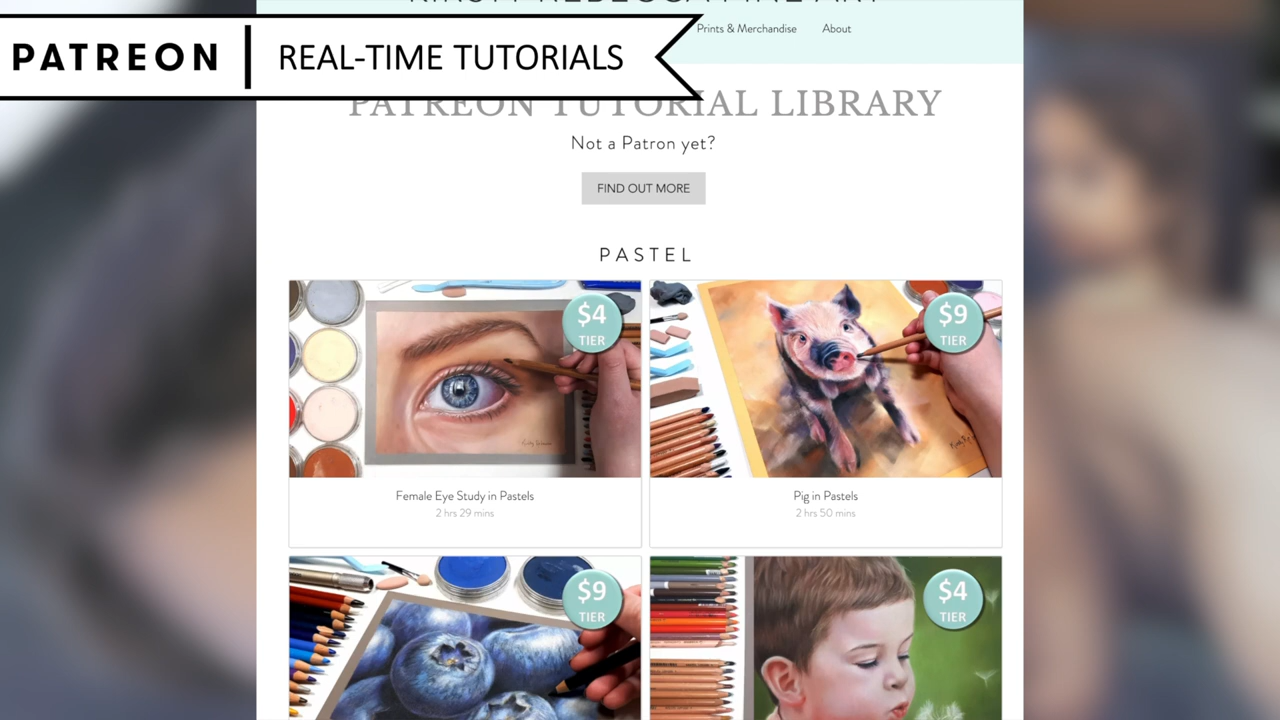 PATREON | REAL-TIME TUTORIALS
Prints & Merchandise
About
PATREON TUTORIAL LIBRARY
Not a Patron yet?
FIND OUT MORE
PASTEL
$4
TIER
$9
TIER
Female Eye Study in Pastels
2 hrs 29 mins
Pig in Pastels
2 hrs 50 mins
$9
TIER
$4
TIER